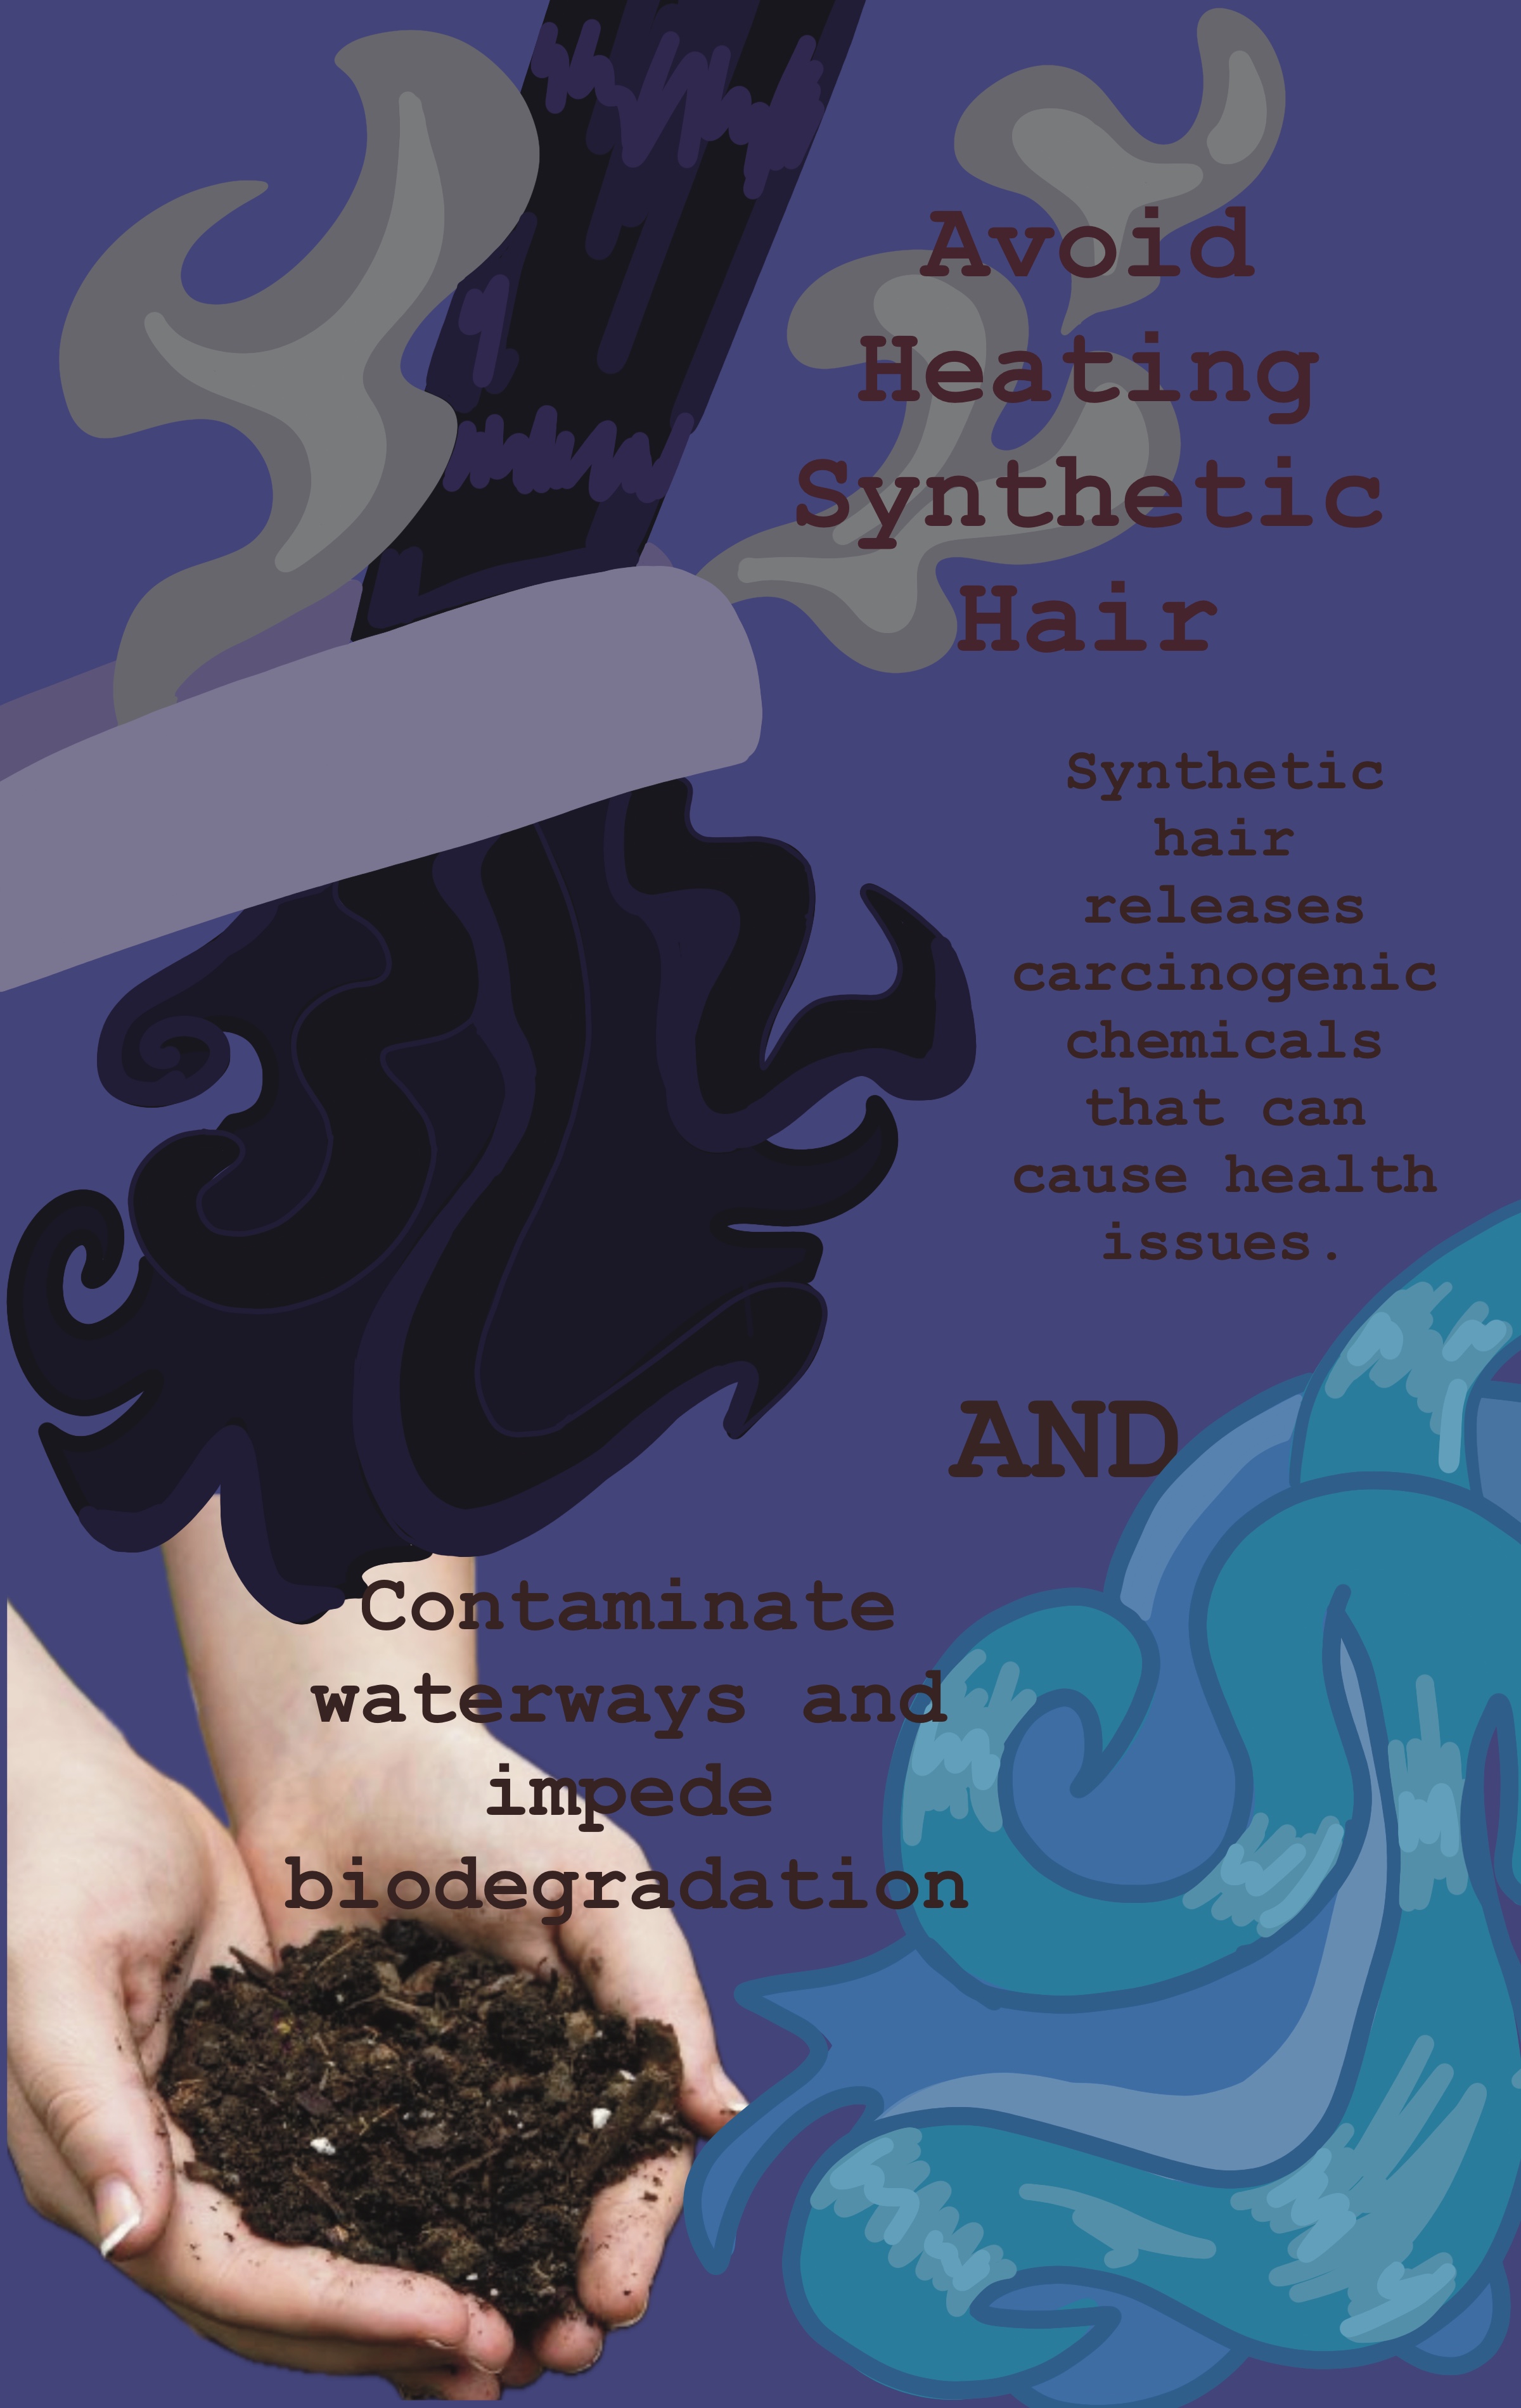 Avoid
Heating
Synthetic
Hair
Synthetic
hair
releases
carcinogenic
chemicals
that can
cause health
issues.
AND
Contaminate
waterways and
impede
biodegradation